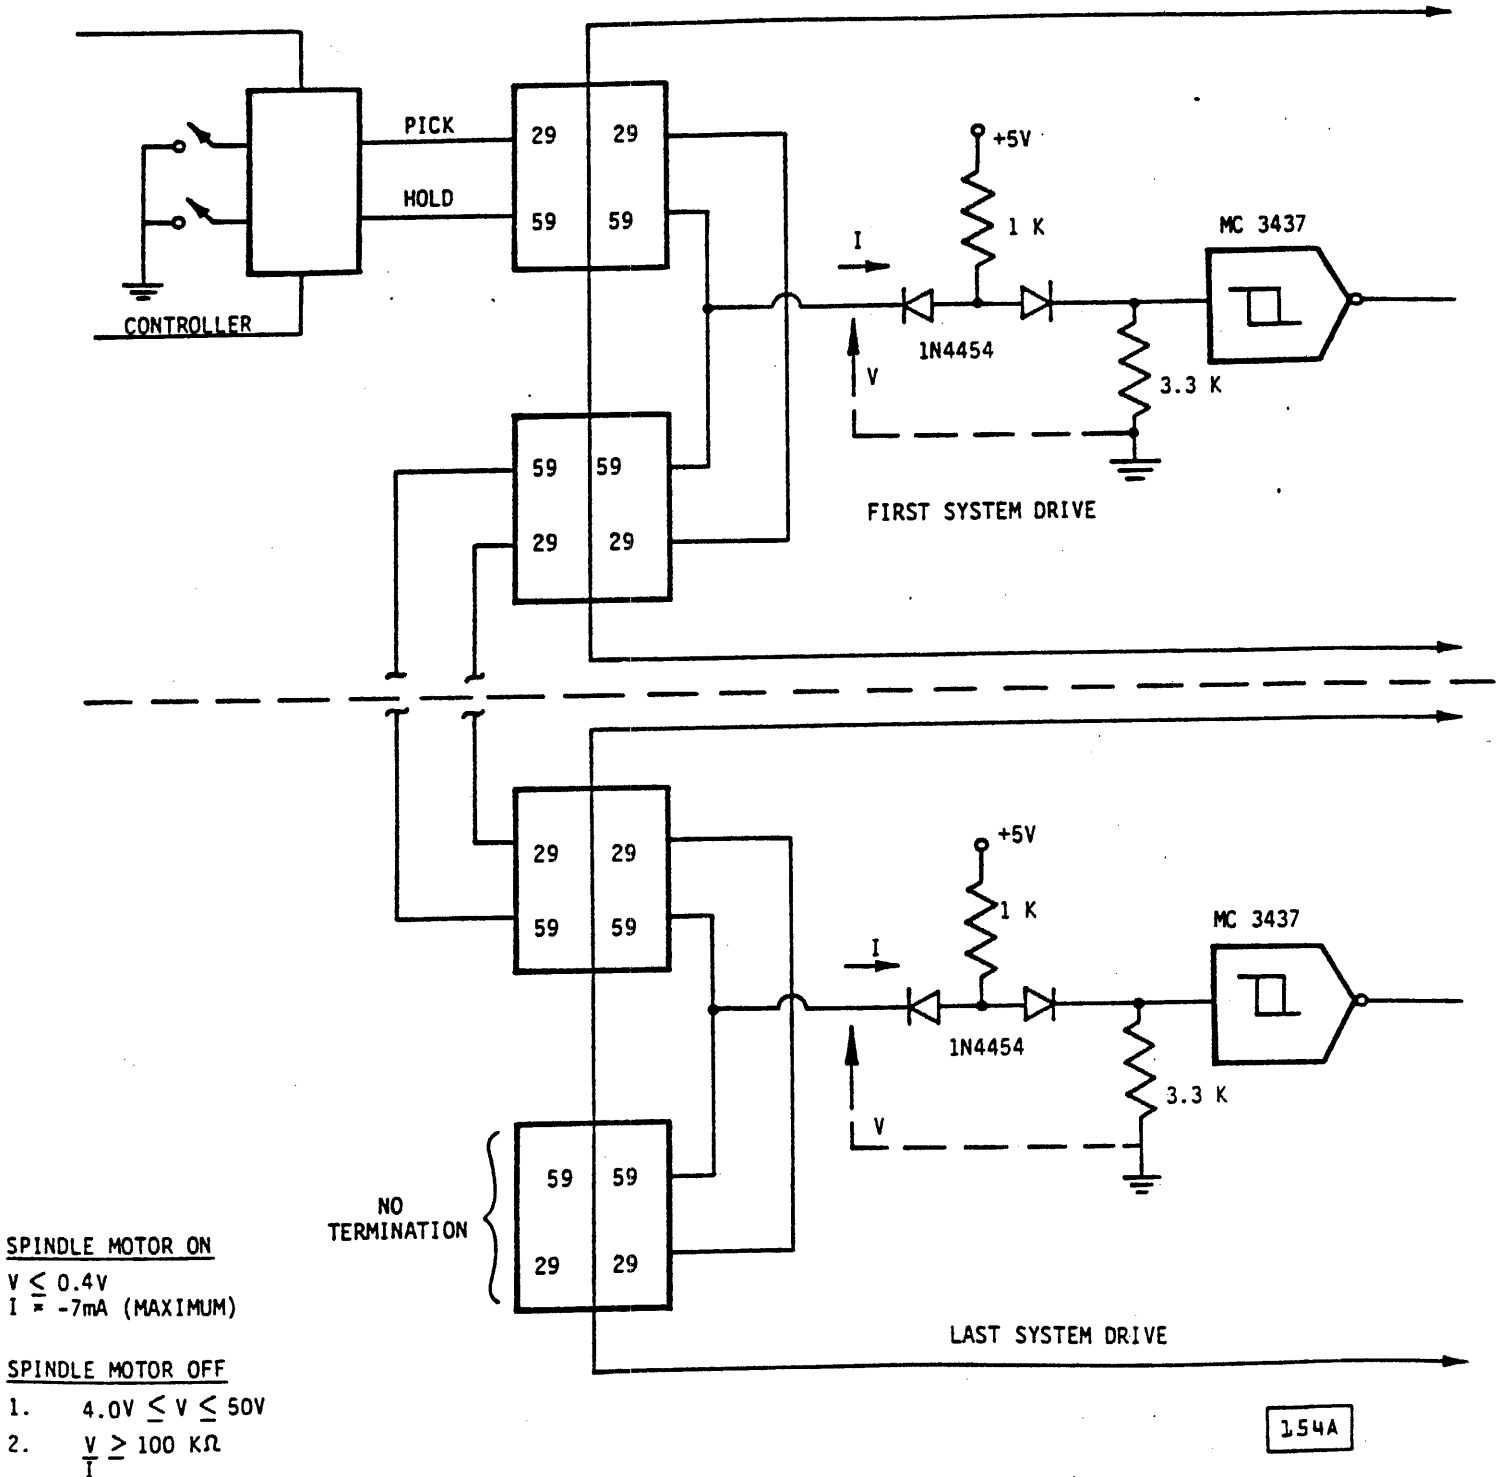 PICK
29 29
HOLD
59 59
CONTROLLER
+5V
1 K
MC 3437
I
1N4454
V
3.3 K
59 59
29 29
FIRST SYSTEM DRIVE
29 29
59 59
+5V
1 K
MC 3437
I
1N4454
V
3.3 K
NO
TERMINATION
59 59
29 29
LAST SYSTEM DRIVE
SPINDLE MOTOR ON
V ≤ 0.4V
I = -7mA (MAXIMUM)
SPINDLE MOTOR OFF
1. 4.0V ≤ V ≤ 50V
2. V/I ≥ 100 KΩ
154A